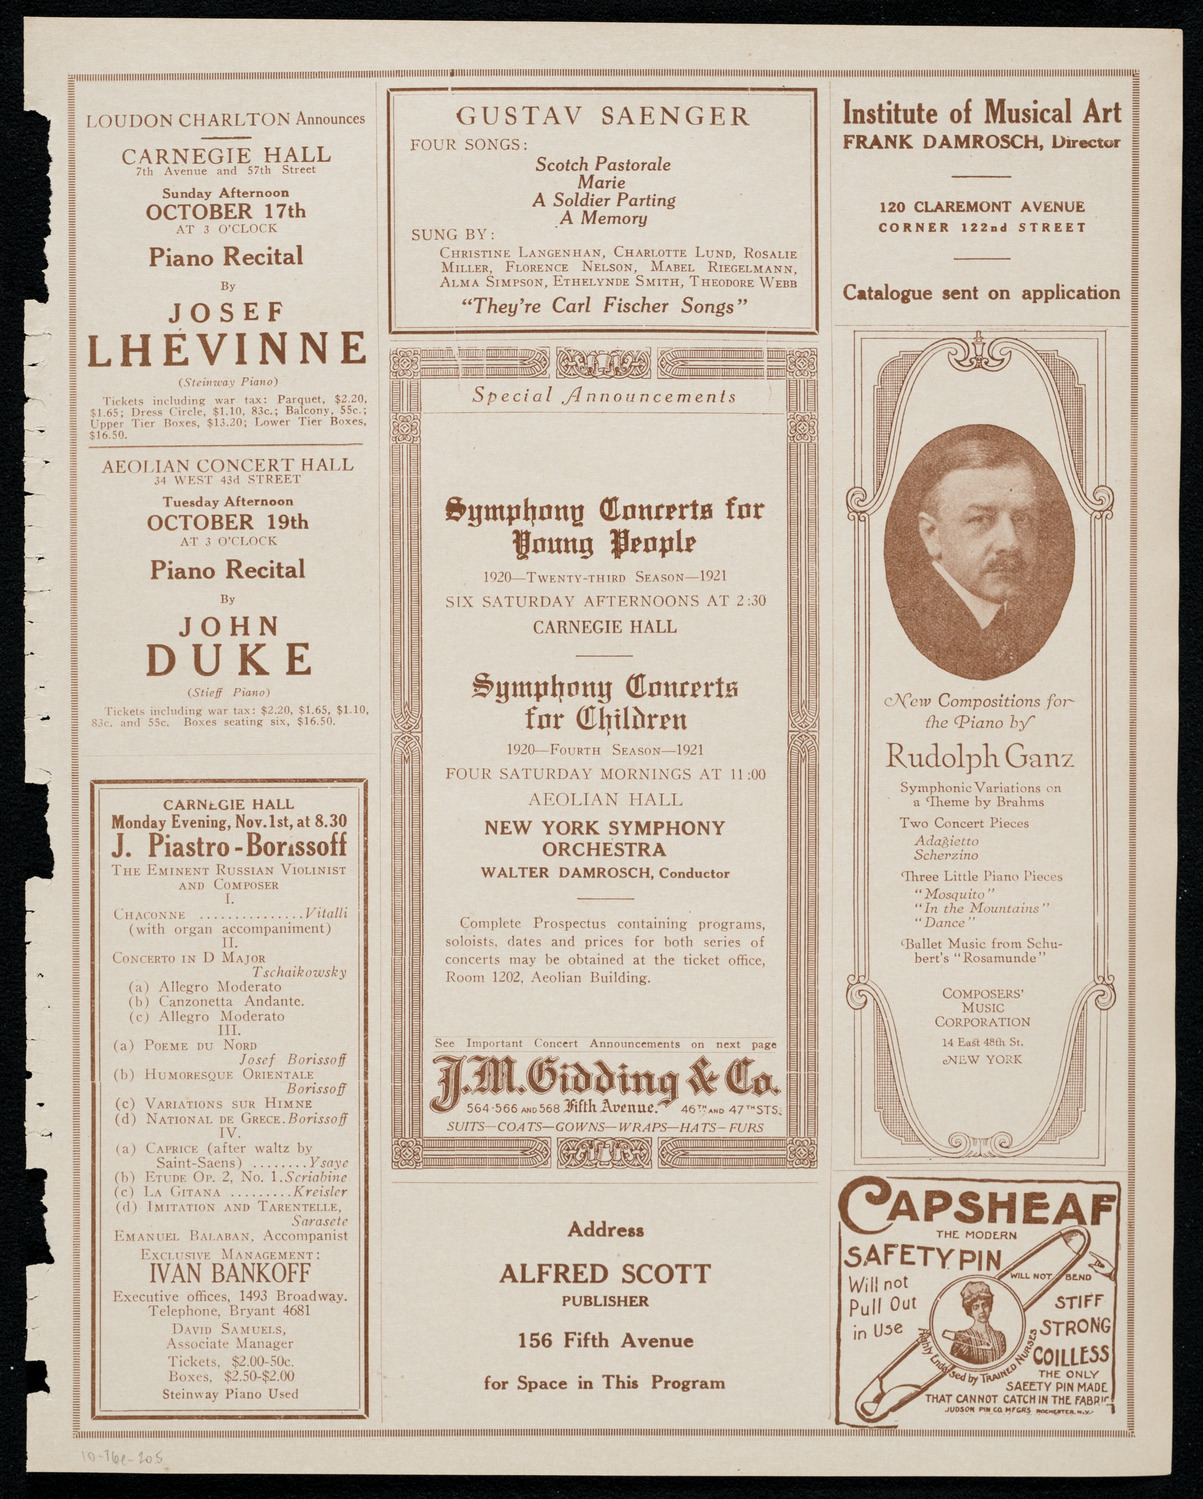 LOUDON CHARLTON Announces
CARNEGIE HALL
7th Avenue and 57th Street
Sunday Afternoon
OCTOBER 17th
AT 3 O'CLOCK
Piano Recital
By
JOSEF
LHÉVINNE
(Steinway Piano)
Tickets including war tax: Parquet, $2.20,
$1.65; Dress Circle, $1.10, 83c.; Balcony, 55c.;
Upper Tier Boxes, $13.20; Lower Tier Boxes,
$16.50.
AEOLIAN CONCERT HALL
34 WEST 43d STREET
Tuesday Afternoon
OCTOBER 19th
AT 3 O'CLOCK
Piano Recital
By
JOHN
DUKE
(Stieff Piano)
Tickets including war tax: $2.20, $1.65, $1.10,
83c. and 55c. Boxes seating six, $16.50.
CARNEGIE HALL
Monday Evening, Nov. 1st, at 8.30
J. Piastro-Borissoff
THE EMINENT RUSSIAN VIOLINIST
AND COMPOSER
I.
CHACONNE ...............Vitalli
(with organ accompaniment)
II.
CONCERTO IN D MAJOR
Tschaikowsky
(a) Allegro Moderato
(b) Canzonetta Andante.
(c) Allegro Moderato
III.
(a) POEME DU NORD
Josef Borissoff
(b) HUMORESQUE ORIENTALE
Borissoff
(c) VARIATIONS SUR HIMNE
(d) NATIONAL DE GRECE.Borissoff
IV.
(a) CAPRICE (after waltz by
Saint-Saens) ........Ysaye
(b) ETUDE OP. 2, NO. 1.Scriabine
(c) LA GITANA .........Kreisler
(d) IMITATION AND TARENTELLE,
Sarasete
EMANUEL BALABAN, Accompanist
EXCLUSIVE MANAGEMENT:
IVAN BANKOFF
Executive offices, 1493 Broadway.
Telephone, Bryant 4681
DAVID SAMUELS,
Associate Manager
Tickets, $2.00-50c.
Boxes, $2.50-$2.00
Steinway Piano Used
GUSTAV SAENGER
FOUR SONGS:
Scotch Pastorale
Marie
A Soldier Parting
A Memory
SUNG BY:
CHRISTINE LANGENHAN, CHARLOTTE LUND, ROSALIE
MILLER, FLORENCE NELSON, MABEL RIEGELMANN,
ALMA SIMPSON, ETHELYNDE SMITH, THEODORE WEBB
"They're Carl Fischer Songs"
Special Announcements
Symphony Concerts for
Young People
1920—TWENTY-THIRD SEASON—1921
SIX SATURDAY AFTERNOONS AT 2:30
CARNEGIE HALL
Symphony Concerts
for Children
1920—FOURTH SEASON—1921
FOUR SATURDAY MORNINGS AT 11:00
AEOLIAN HALL
NEW YORK SYMPHONY
ORCHESTRA
WALTER DAMROSCH, Conductor
Complete Prospectus containing programs,
soloists, dates and prices for both series of
concerts may be obtained at the ticket office,
Room 1202, Aeolian Building.
See Important Concert Announcements on next page
J.M. Gidding & Co.
564-566 AND 568 Fifth Avenue. 46TH AND 47TH STS.
SUITS—COATS—GOWNS—WRAPS—HATS—FURS
Address
ALFRED SCOTT
PUBLISHER
156 Fifth Avenue
for Space in This Program
Institute of Musical Art
FRANK DAMROSCH, Director
120 CLAREMONT AVENUE
CORNER 122nd STREET
Catalogue sent on application
New Compositions for
the Piano by
Rudolph Ganz
Symphonic Variations on
a Theme by Brahms
Two Concert Pieces
Adagietto
Scherzino
Three Little Piano Pieces
"Mosquito"
"In the Mountains"
"Dance"
Ballet Music from Schu-
bert's "Rosamunde"
COMPOSERS'
MUSIC
CORPORATION
14 East 48th St.
NEW YORK
CAPSHEAF
THE MODERN
SAFETY PIN
WILL NOT BEND
Will not
Pull Out
in Use
STIFF
STRONG
COILLESS
Highly Endorsed by TRAINED NURSES
THE ONLY
SAFETY PIN MADE
THAT CANNOT CATCH IN THE FABRIC
JUDSON PIN CO. MFGRS ROCHESTER, N.Y.
10-16e-205